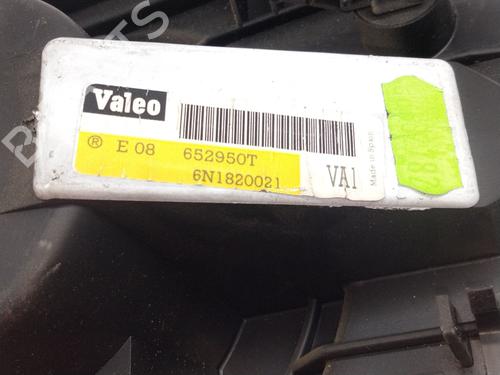 Valeo
® E 08 652950T
6N1820021
VA1
Made in Spain